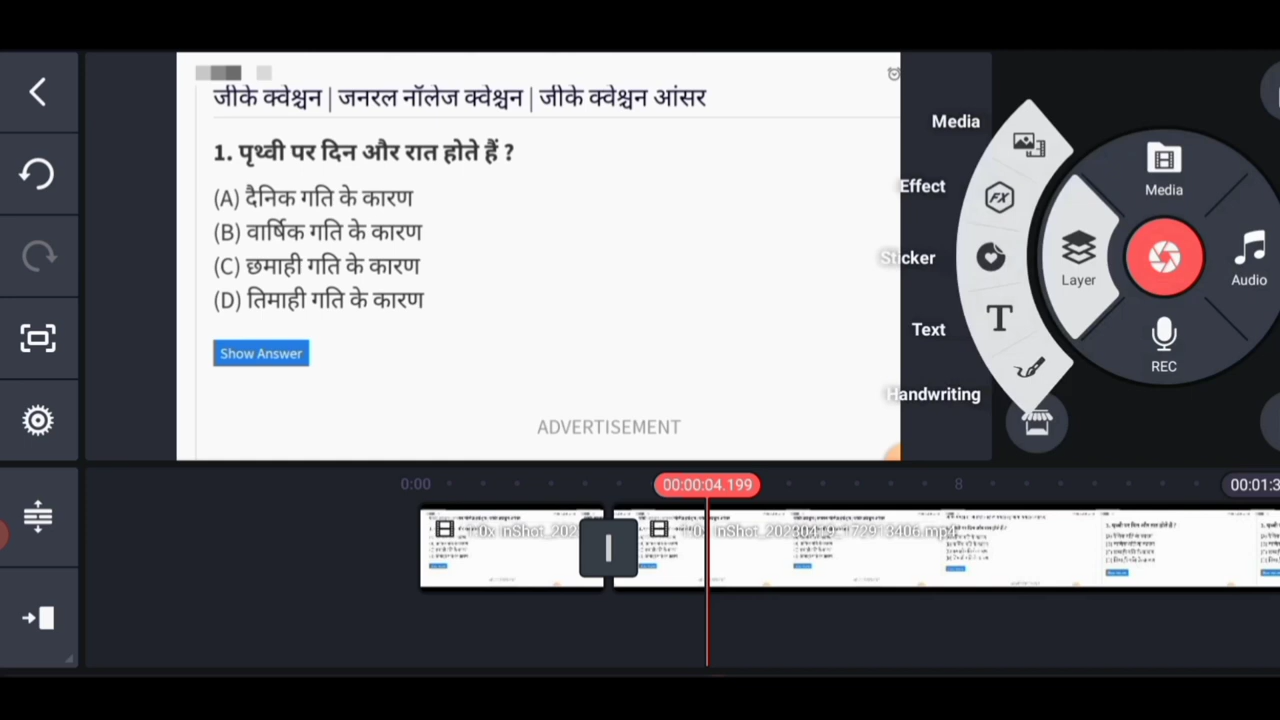 जीके क्वेश्चन | जनरल नॉलेज क्वेश्चन | जीके क्वेश्चन आंसर
1. पृथ्वी पर दिन और रात होते हैं ?
(A) दैनिक गति के कारण
(B) वार्षिक गति के कारण
(C) छमाही गति के कारण
(D) तिमाही गति के कारण
Show Answer
ADVERTISEMENT
Media
Effect
Sticker
Text
Handwriting
Media
Layer
Audio
REC
0:00
00:00:04.199
8
00:01:3
InShot_20230419_172913406.mp4